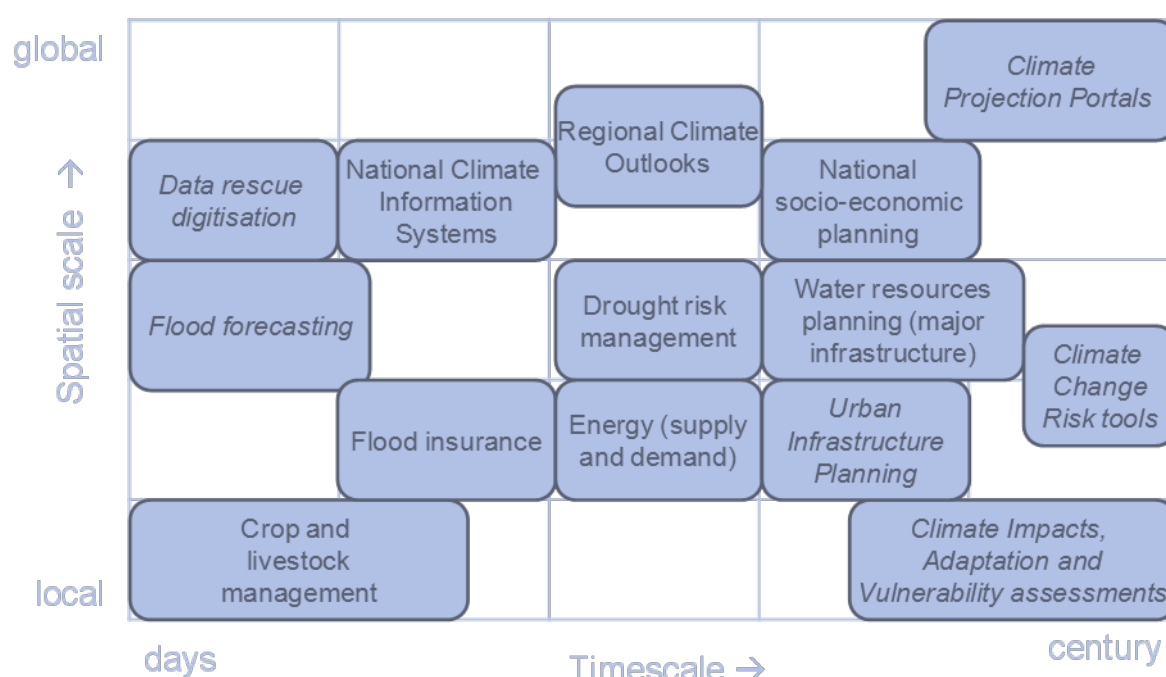 global
Climate
Projection Portals
Regional Climate
Outlooks
Spatial scale →
Data rescue
digitisation
National Climate
Information
Systems
National
socio-economic
planning
Flood forecasting
Drought risk
management
Water resources
planning (major
infrastructure)
Climate
Change
Risk tools
Flood insurance
Energy (supply
and demand)
Urban
Infrastructure
Planning
Crop and
livestock
management
Climate Impacts,
Adaptation and
Vulnerability assessments
local
days
Timescale →
century